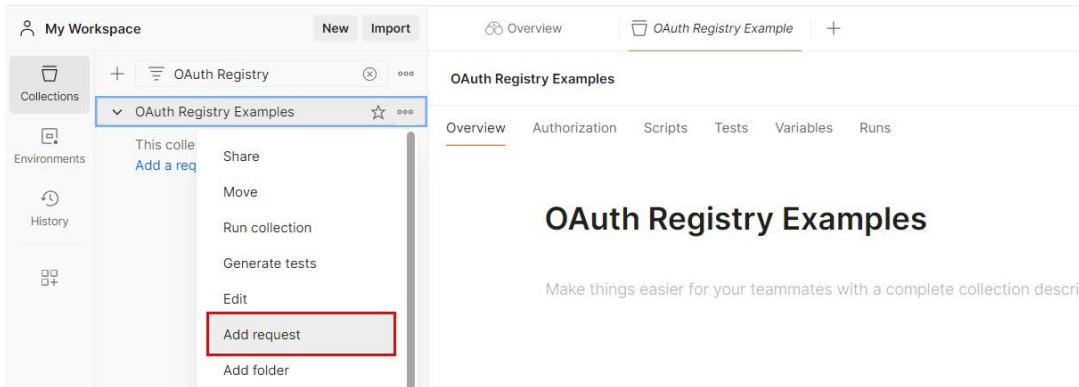 My Workspace
New
Import
Overview
OAuth Registry Example
Collections
OAuth Registry
OAuth Registry Examples
OAuth Registry Examples
Environments
This colle
Add a req
History
Share
Move
Run collection
Generate tests
Edit
Add request
Add folder
Overview
Authorization
Scripts
Tests
Variables
Runs
OAuth Registry Examples
Make things easier for your teammates with a complete collection descri